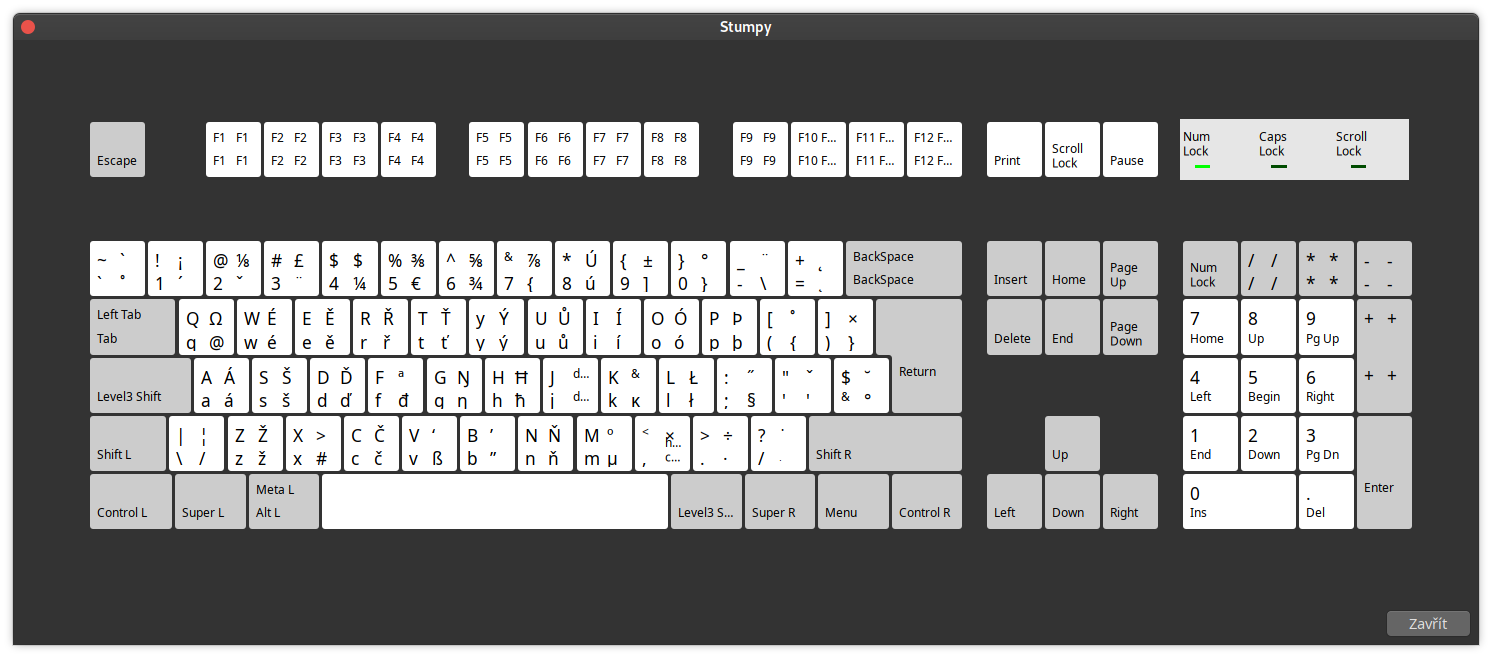 Stumpy
Escape
F1 F1 F2 F2 F3 F3 F4 F4 F5 F5 F6 F6 F7 F7 F8 F8 F9 F9 F10 F... F11 F... F12 F...
F1 F1 F2 F2 F3 F3 F4 F4 F5 F5 F6 F6 F7 F7 F8 F8 F9 F9 F10 F... F11 F... F12 F...
Print
Scroll
Lock
Pause
Num
Lock
Caps
Lock
Scroll
Lock
~ ` ! ¡ @ ⅛ # £ $ $ % ⅜ ^ ⅝ & ⅞ * Ú { ± } ° _ ¨ + ˛ BackSpace
` ° 1 ´ 2 ˇ 3 ¨ 4 ¼ 5 € 6 ¾ 7 { 8 ú 9 ] 0 } - \ = ˛ BackSpace
Insert
Home
Page
Up
Num
Lock
/ / * * - -
/ / * * - -
Left Tab Q Ω W É E Ě R Ř T Ť y Ý U Ů I Í O Ó P Þ [ ° ] ×
Tab q @ w é e ě r ř t ť y ý u ů i í o ó p þ ( { ) }
Return
Delete
End
Page
Down
7 8 9 + +
Home Up Pg Up
+ +
A Á S Š D Ď F ª G Ŋ H Ħ J d... K & L Ł : ˝ " ˇ $ ˘
Level3 Shift a á s š d ď f đ g ŋ h ħ j d... k ĸ l ł ; § ' ' & °
4 5 6
Left Begin Right
| ¦ Z Ž X > C Č V ‘ B ’ N Ň M º < × > ÷ ? ˙
h...
Shift L \ / z ž x # c č v ß b ” n ň m µ , c... . · / . Shift R
Up
1 2 3
End Down Pg Dn
Enter
Control L
Super L
Meta L
Alt L
Level3 S...
Super R
Menu
Control R
Left
Down
Right
0 .
Ins Del
Zavřít